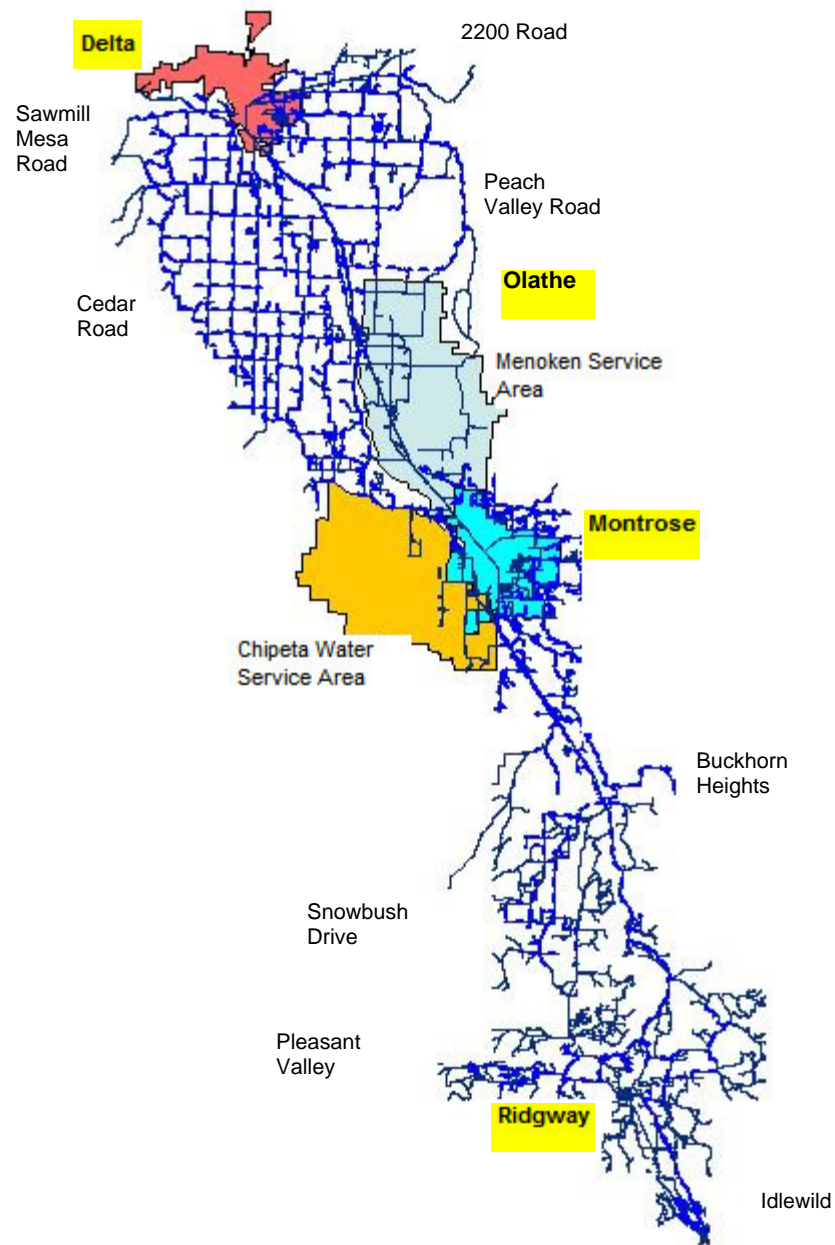 2200 Road
Delta
Sawmill
Mesa
Road
Peach
Valley Road
Olathe
Cedar
Road
Menoken Service
Area
Montrose
Chipeta Water
Service Area
Buckhorn
Heights
Snowbush
Drive
Pleasant
Valley
Ridgway
Idlewild